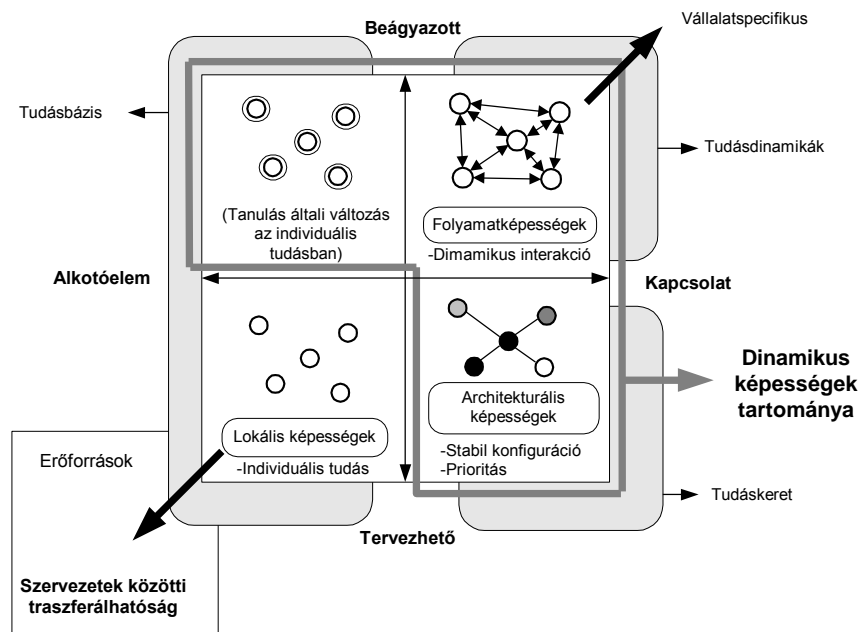 Beágyazott
Vállalatspecifikus
Tudásbázis
Tudásdinamikák
(Tanulás általi változás
az individuális
tudásban)
Folyamatképességek
-Dimamikus interakció
Alkotóelem
Kapcsolat
Dinamikus
képességek
tartománya
Architekturális
képességek
Lokális képességek
-Individuális tudás
-Stabil konfiguráció
-Prioritás
Erőforrások
Tudáskeret
Tervezhető
Szervezetek közötti
traszferálhatóság